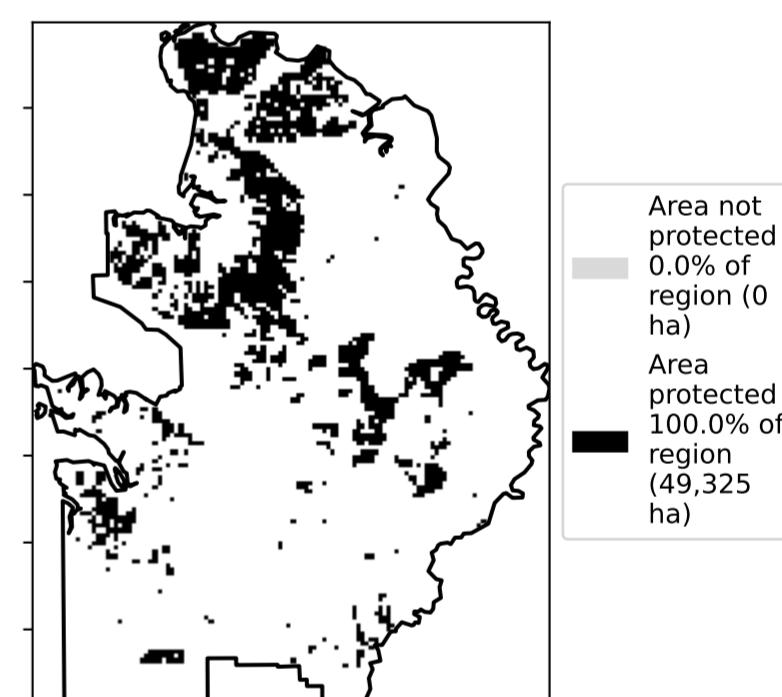 Area not
protected
0.0% of
region (0
ha)
Area
protected
100.0% of
region
(49,325
ha)